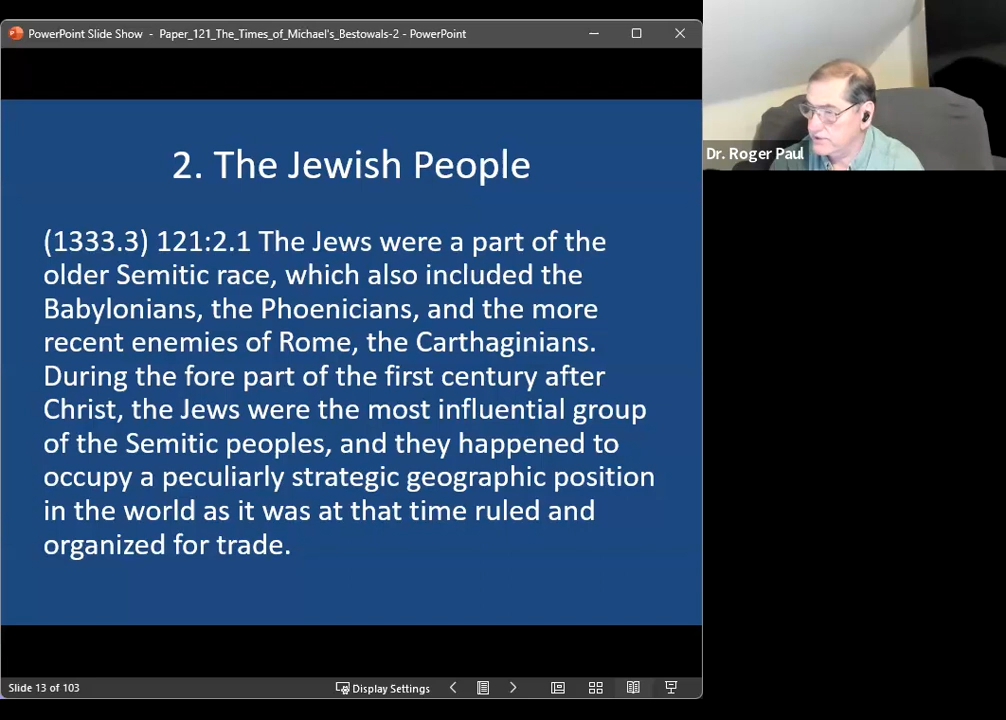 PowerPoint Slide Show - Paper_121_The_Times_of_Michael's_Bestowals-2 - PowerPoint
Dr. Roger Paul
2. The Jewish People
(1333.3) 121:2.1 The Jews were a part of the
older Semitic race, which also included the
Babylonians, the Phoenicians, and the more
recent enemies of Rome, the Carthaginians.
During the fore part of the first century after
Christ, the Jews were the most influential group
of the Semitic peoples, and they happened to
occupy a peculiarly strategic geographic position
in the world as it was at that time ruled and
organized for trade.
Slide 13 of 103
Display Settings